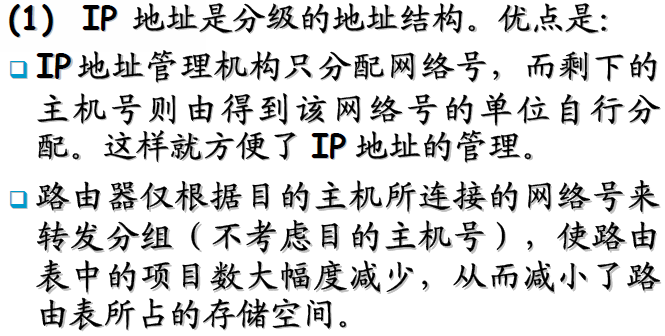 (1) IP 地址是分级的地址结构。优点是:
IP地址管理机构只分配网络号，而剩下的
主机号则由得到该网络号的单位自行分
配。这样就方便了 IP 地址的管理。
路由器仅根据目的主机所连接的网络号来
转发分组（不考虑目的主机号），使路由
表中的项目数大幅度减少，从而减小了路
由表所占的存储空间。